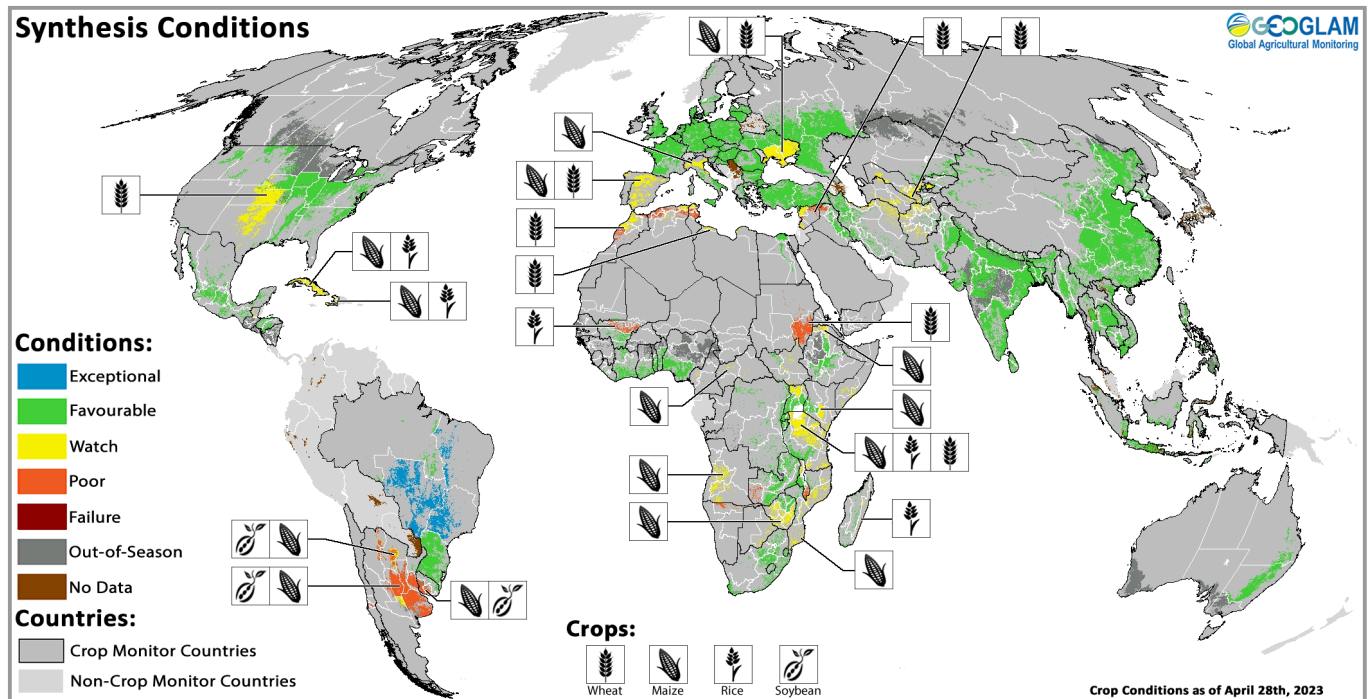 Synthesis Conditions
GEOGLAM
Global Agricultural Monitoring
Conditions:
Exceptional
Favourable
Watch
Poor
Failure
Out-of-Season
No Data
Countries:
Crop Monitor Countries
Non-Crop Monitor Countries
Crops:
Wheat
Maize
Rice
Soybean
Crop Conditions as of April 28th, 2023